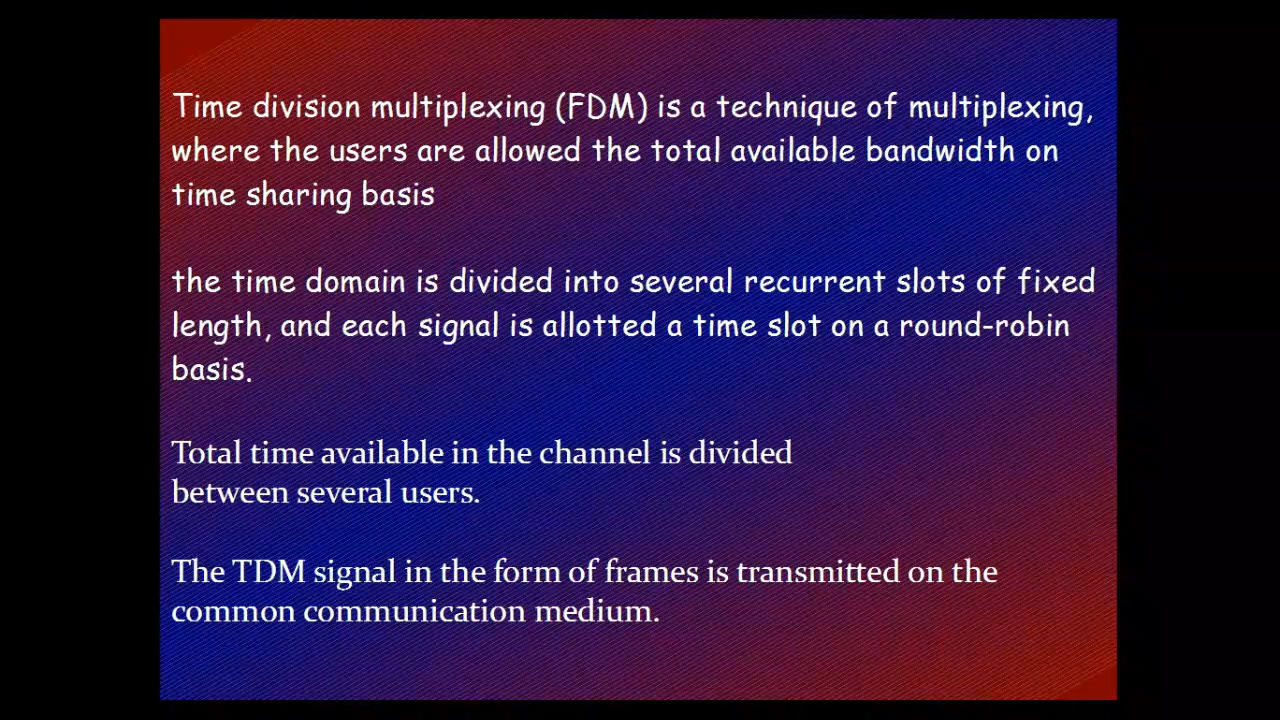 Time division multiplexing (FDM) is a technique of multiplexing,
where the users are allowed the total available bandwidth on
time sharing basis
the time domain is divided into several recurrent slots of fixed
length, and each signal is allotted a time slot on a round-robin
basis.
Total time available in the channel is divided
between several users.
The TDM signal in the form of frames is transmitted on the
common communication medium.